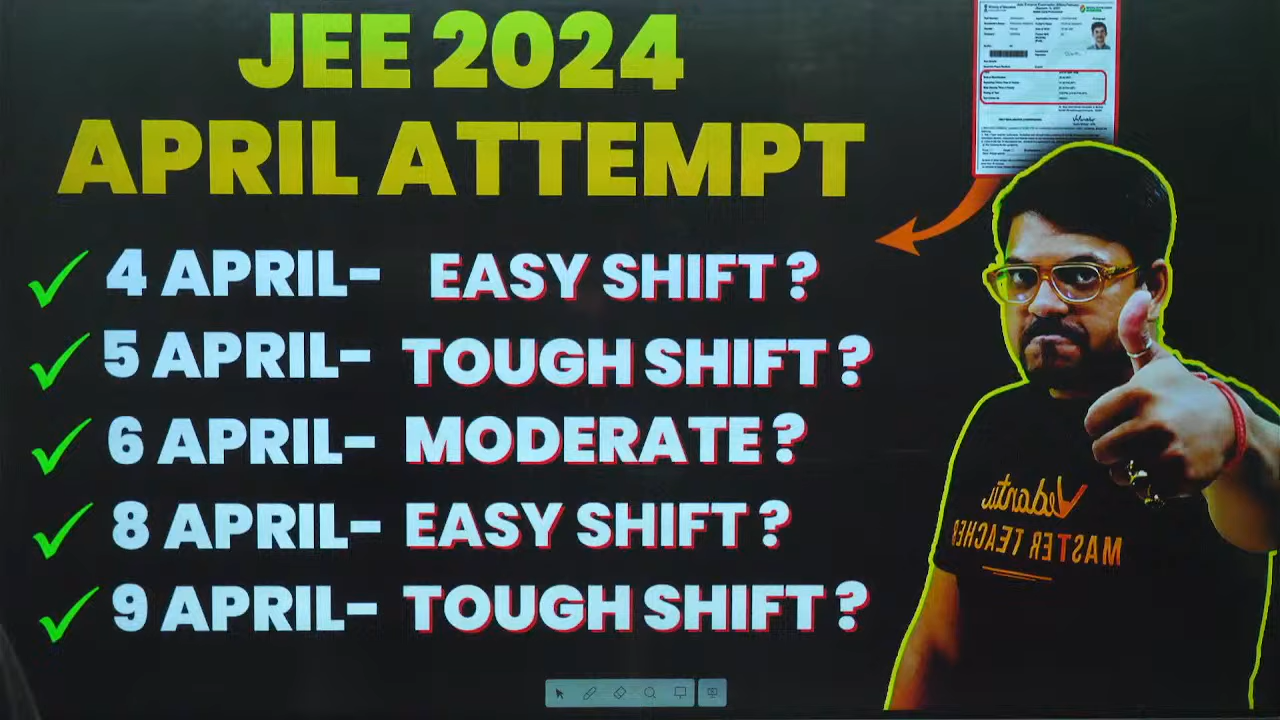 JEE 2024
APRIL ATTEMPT
4 APRIL- EASY SHIFT ?
5 APRIL- TOUGH SHIFT ?
6 APRIL- MODERATE ?
8 APRIL- EASY SHIFT ?
9 APRIL- TOUGH SHIFT ?
Vedantu
MASTER TEACHER